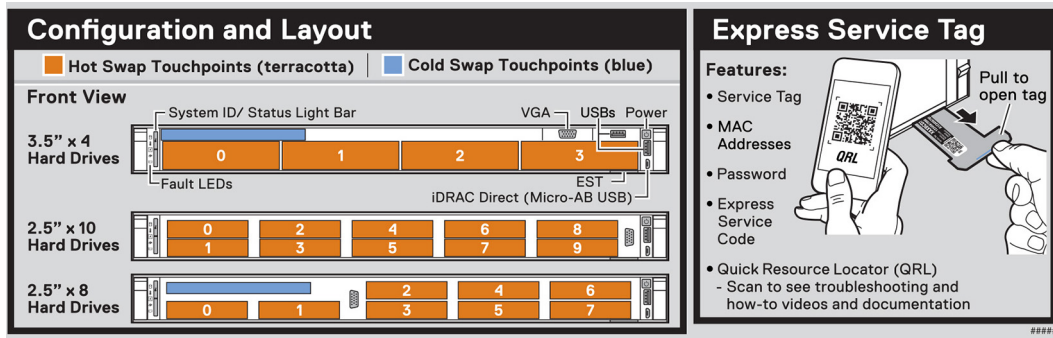 Configuration and Layout
Hot Swap Touchpoints (terracotta)
Cold Swap Touchpoints (blue)
Front View
System ID/ Status Light Bar
VGA
USBs
Power
3.5” x 4
Hard Drives
0
1
2
3
Fault LEDs
EST
iDRAC Direct (Micro-AB USB)
2.5” x 10
Hard Drives
0
2
4
6
8
1
3
5
7
9
2.5” x 8
Hard Drives
2
4
6
0
1
3
5
7
Express Service Tag
Features:
• Service Tag
• MAC
Addresses
• Password
• Express
Service
Code
• Quick Resource Locator (QRL)
- Scan to see troubleshooting and
how-to videos and documentation
QRL
Pull to
open tag